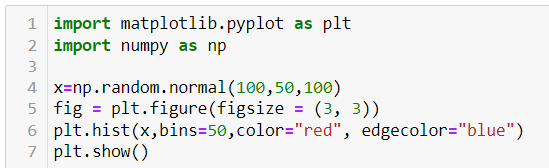 1 import matplotlib.pyplot as plt
2 import numpy as np
3
4 x=np.random.normal(100,50,100)
5 fig = plt.figure(figsize = (3, 3))
6 plt.hist(x,bins=50,color="red", edgecolor="blue")
7 plt.show()